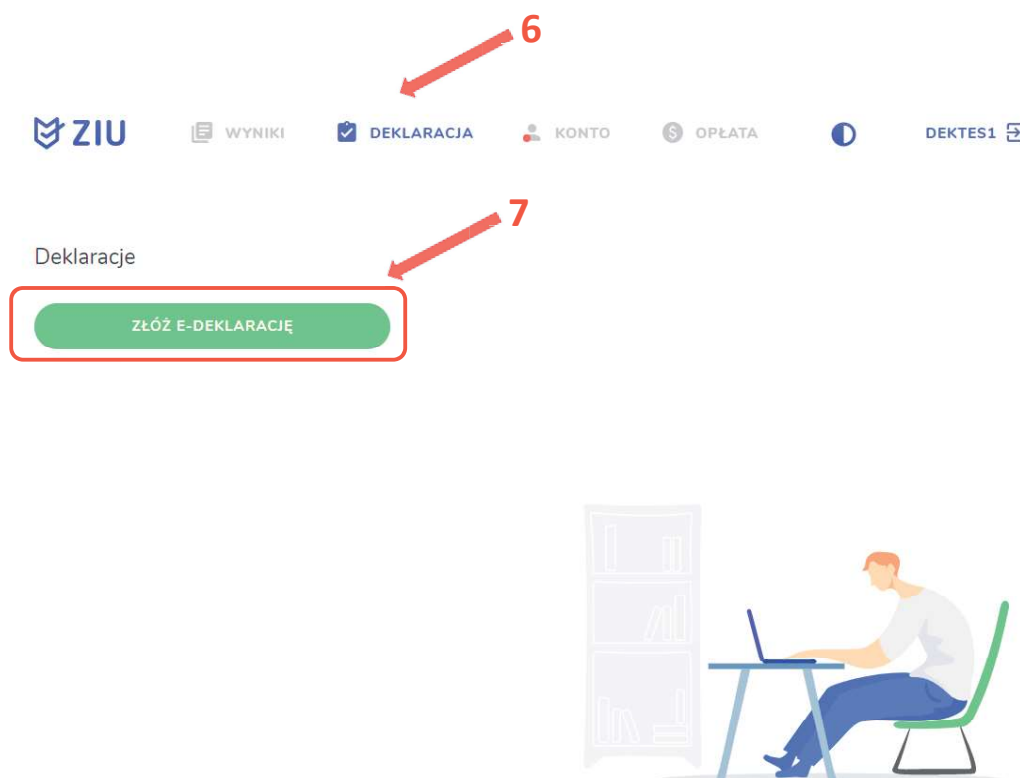 6
ZIU WYNIKI DEKLARACJA KONTO OPŁATA DEKTES1
7
Deklaracje
ZŁÓŻ E-DEKLARACJĘ